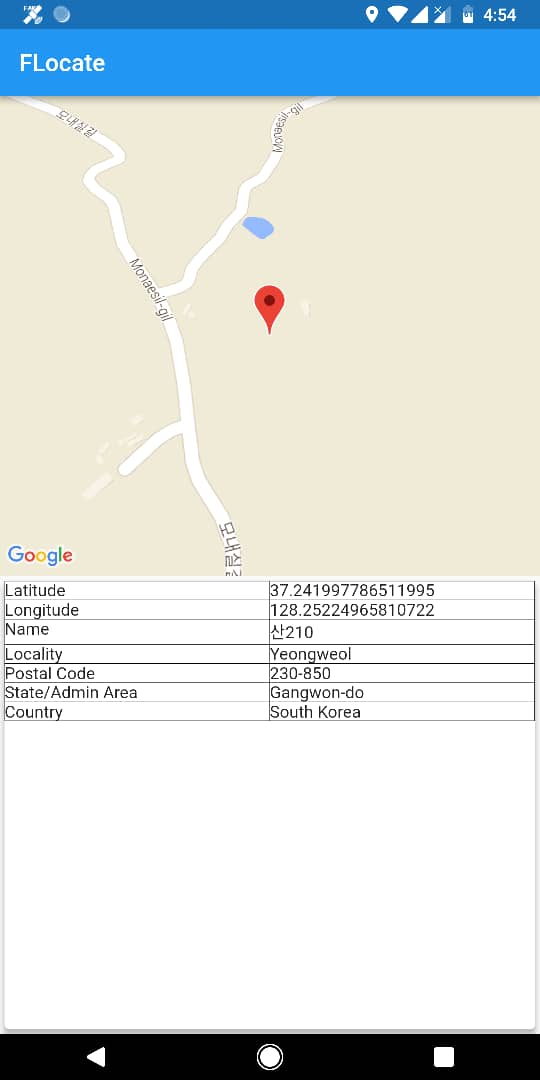 4:54
FLocate
모내실길
Monaesil-gil
Monaesil-gil
모내실길
Google
Latitude 37.241997786511995
Longitude 128.25224965810722
Name 산210
Locality Yeongweol
Postal Code 230-850
State/Admin Area Gangwon-do
Country South Korea